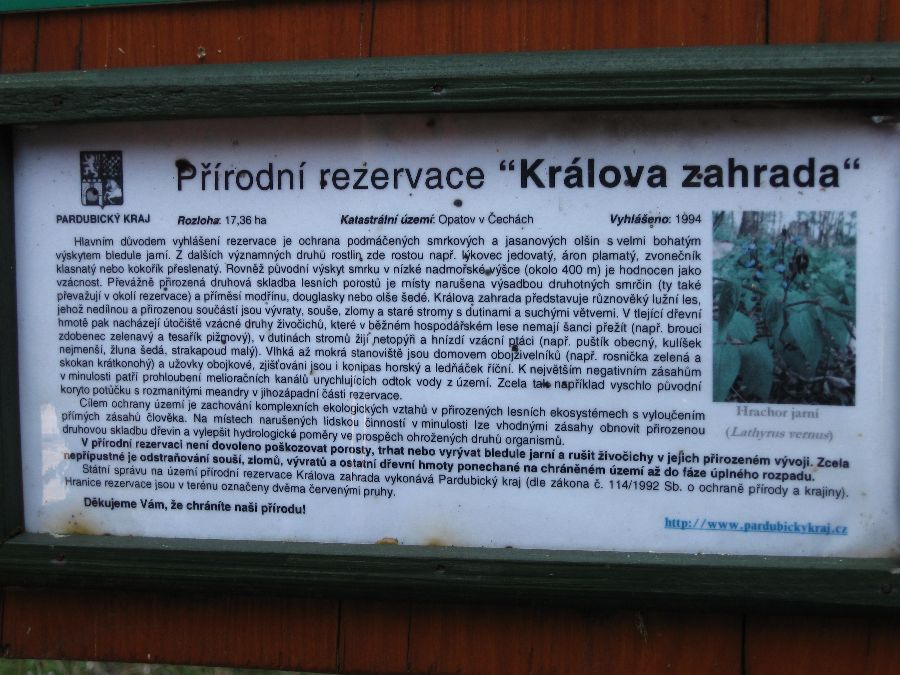 Přírodní rezervace “Králova zahrada“
PARDUBICKÝ KRAJ
Rozloha: 17,36 ha Katastrální území: Opatov v Čechách Vyhlášeno: 1994
Hlavním důvodem vyhlášení rezervace je ochrana podmáčených smrkových a jasanových olšin s velmi bohatým
výskytem bledule jarní. Z dalších významných druhů rostlin zde rostou např. lýkovec jedovatý, áron plamatý, zvonečník
klasnatý nebo kokořík přeslenatý. Rovněž původní výskyt smrku v nízké nadmořské výšce (okolo 400 m) je hodnocen jako
vzácnost. Převážně přirozená druhová skladba lesních porostů je místy narušena výsadbou druhotných smrčin (ty také
převažují v okolí rezervace) a příměsí modřínu, douglasky nebo olše šedé. Králova zahrada představuje různověký lužní les,
jehož nedílnou a přirozenou součástí jsou vývraty, souše, zlomy a staré stromy s dutinami a suchými větvemi. V tlející dřevní
hmotě pak nacházejí útočiště vzácné druhy živočichů, které v běžném hospodářském lese nemají šanci přežít (např. brouci
zdobenec zelenavý a tesařík pižmový), v dutinách stromů žijí netopýři a hnízdí vzácní ptáci (např. puštík obecný, kulíšek
nejmenší, žluna šedá, strakapoud malý). Vlhká až mokrá stanoviště jsou domovem obojživelníků (např. rosnička zelená a
skokan krátkonohý) a užovky obojkové, zjišťováni jsou i konipas horský a ledňáček říční. K největším negativním zásahům
v minulosti patří prohloubení melioračních kanálů urychlujících odtok vody z území. Zcela tak například vyschlo původní
koryto potůčku s rozmanitými meandry v jihozápadní části rezervace.
Cílem ochrany území je zachování komplexních ekologických vztahů v přirozených lesních ekosystémech s vyloučením
přímých zásahů člověka. Na místech narušených lidskou činností v minulosti lze vhodnými zásahy obnovit přirozenou
druhovou skladbu dřevin a vylepšit hydrologické poměry ve prospěch ohrožených druhů organismů.
V přírodní rezervaci není dovoleno poškozovat porosty, trhat nebo vyrývat bledule jarní a rušit živočichy v jejich přirozeném vývoji. Zcela
nepřípustné je odstraňování souší, zlomů, vývratů a ostatní dřevní hmoty ponechané na chráněném území až do fáze úplného rozpadu.
Státní správu na území přírodní rezervace Králova zahrada vykonává Pardubický kraj (dle zákona č. 114/1992 Sb. o ochraně přírody a krajiny).
Hranice rezervace jsou v terénu označeny dvěma červenými pruhy.
Děkujeme Vám, že chráníte naši přírodu!
Hrachor jarní
(Lathyrus vernus)
http://www.pardubickykraj.cz